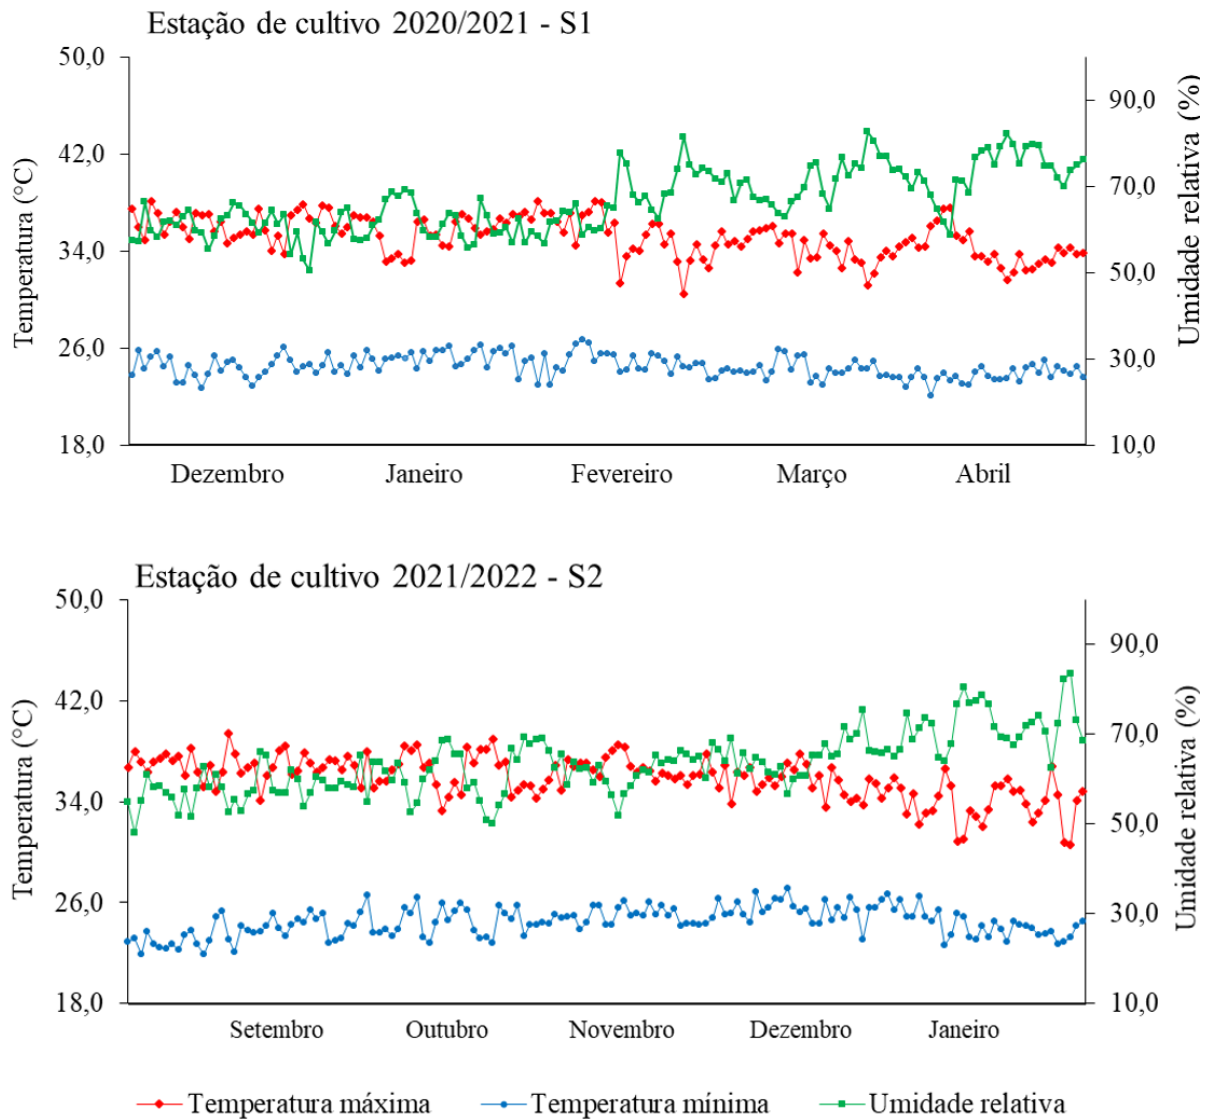 Estação de cultivo 2020/2021 - S1
50,0
42,0
34,0
26,0
18,0
Temperatura (°C)
90,0
70,0
50,0
30,0
10,0
Umidade relativa (%)
Dezembro Janeiro Fevereiro Março Abril
Estação de cultivo 2021/2022 - S2
50,0
42,0
34,0
26,0
18,0
Temperatura (°C)
90,0
70,0
50,0
30,0
10,0
Umidade relativa (%)
Setembro Outubro Novembro Dezembro Janeiro
Temperatura máxima Temperatura mínima Umidade relativa